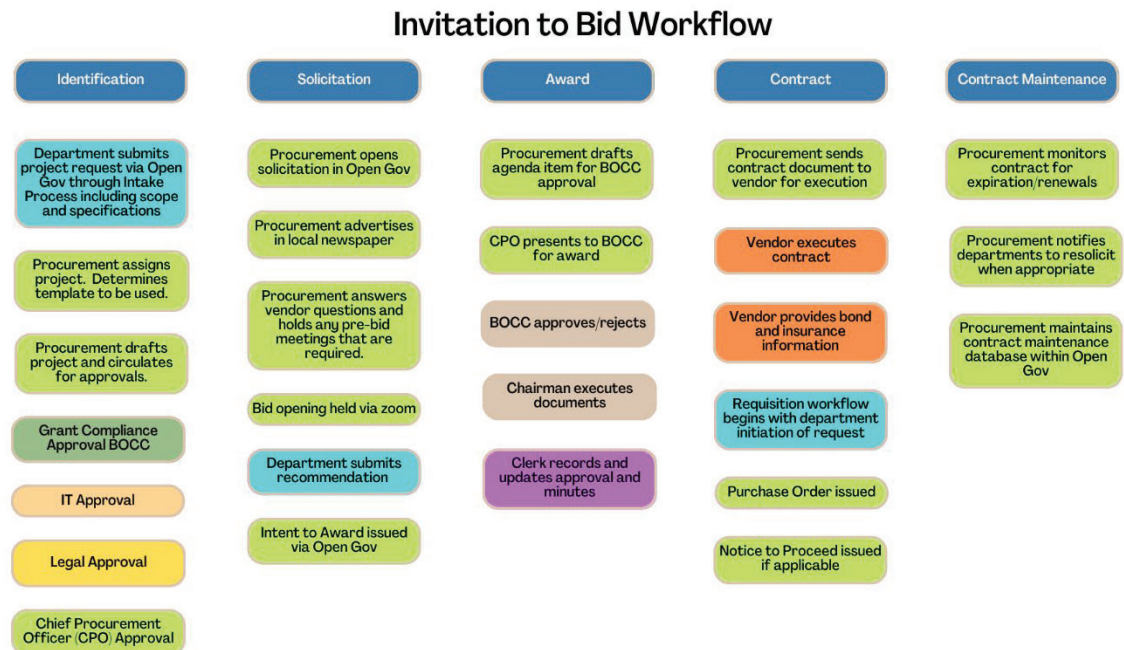 Invitation to Bid Workflow
Identification
Department submits
project request via Open
Gov through Intake
Process including scope
and specifications
Procurement assigns
project. Determines
template to be used.
Procurement drafts
project and circulates
for approvals.
Grant Compliance
Approval BOCC
IT Approval
Legal Approval
Chief Procurement
Officer (CPO) Approval
Solicitation
Procurement opens
solicitation in Open Gov
Procurement advertises
in local newspaper
Procurement answers
vendor questions and
holds any pre-bid
meetings that are
required.
Bid opening held via zoom
Department submits
recommendation
Intent to Award issued
via Open Gov
Award
Procurement drafts
agenda item for BOCC
approval
CPO presents to BOCC
for award
BOCC approves/rejects
Chairman executes
documents
Clerk records and
updates approval and
minutes
Contract
Procurement sends
contract document to
vendor for execution
Vendor executes
contract
Vendor provides bond
and insurance
information
Requisition workflow
begins with department
initiation of request
Purchase Order issued
Notice to Proceed issued
if applicable
Contract Maintenance
Procurement monitors
contract for
expiration/renewals
Procurement notifies
departments to resolicit
when appropriate
Procurement maintains
contract maintenance
database within Open
Gov